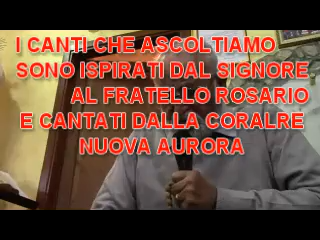 I CANTI CHE ASCOLTIAMO
SONO ISPIRATI DAL SIGNORE
AL FRATELLO ROSARIO
E CANTATI DALLA CORALRE
NUOVA AURORA